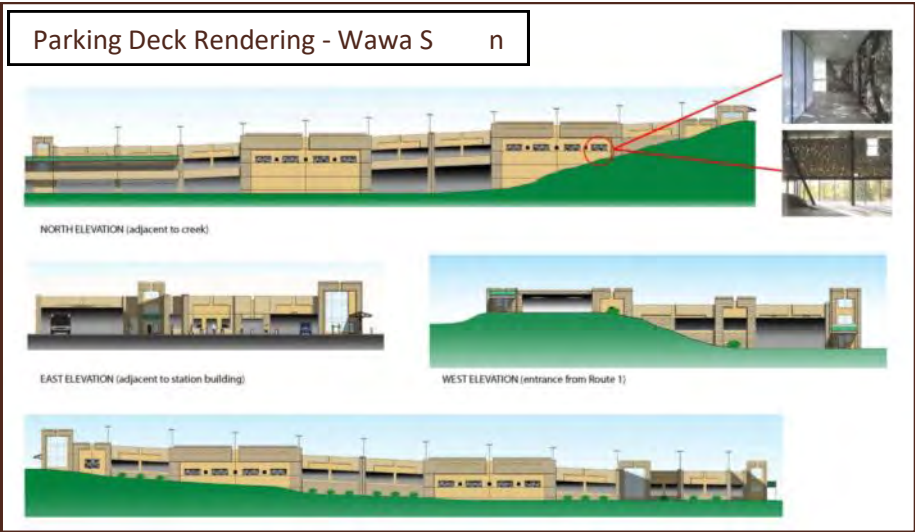 Parking Deck Rendering - Wawa S n
NORTH ELEVATION (adjacent to creek)
EAST ELEVATION (adjacent to station building)
WEST ELEVATION (entrance from Route 1)